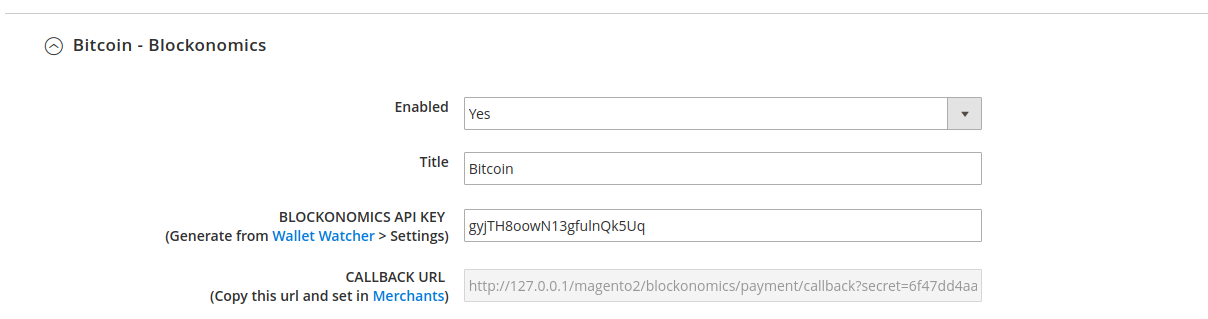 Bitcoin - Blockonomics
Enabled
Yes
Title
Bitcoin
BLOCKONOMICS API KEY
(Generate from Wallet Watcher > Settings)
gyjTH8oowN13gfulnQk5Uq
CALLBACK URL
(Copy this url and set in Merchants)
http://127.0.0.1/magento2/blockonomics/payment/callback?secret=6f47dd4aa